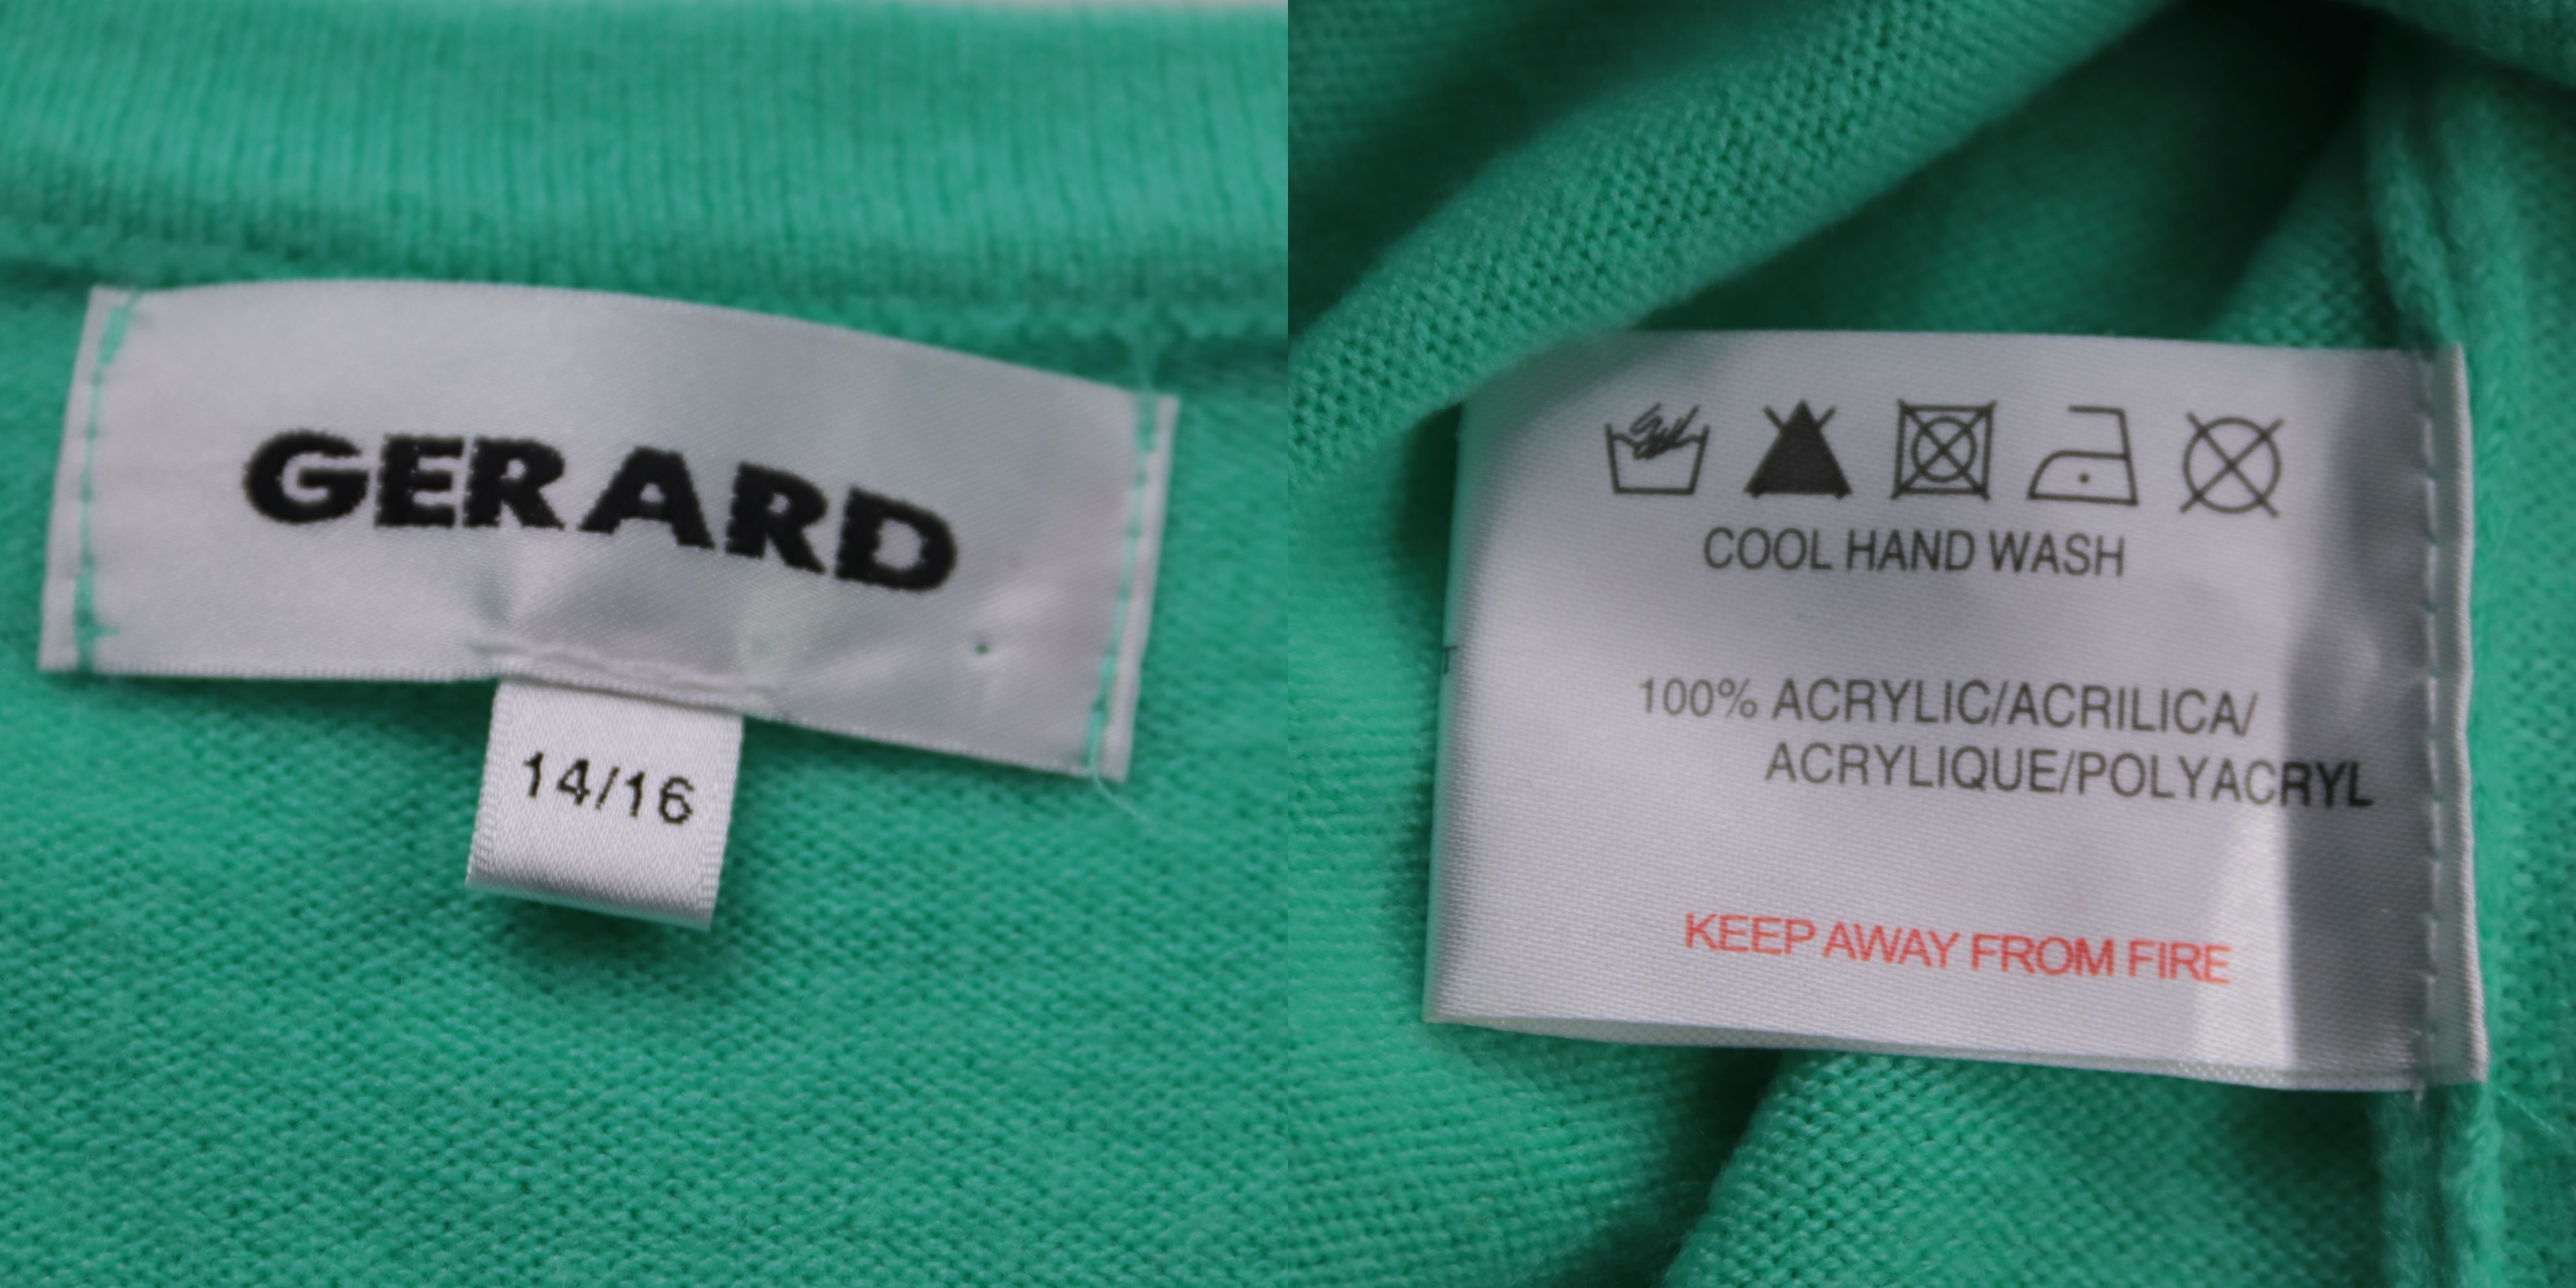 GERARD
14/16
COOL HAND WASH
100% ACRYLIC/ACRILICA/
ACRYLIQUE/POLYACRYL
KEEP AWAY FROM FIRE